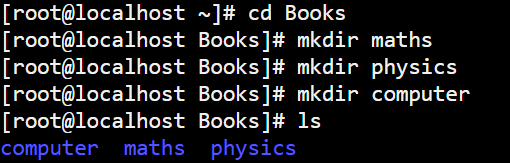 [root@localhost ~]# cd Books
[root@localhost Books]# mkdir maths
[root@localhost Books]# mkdir physics
[root@localhost Books]# mkdir computer
[root@localhost Books]# ls
computer  maths  physics